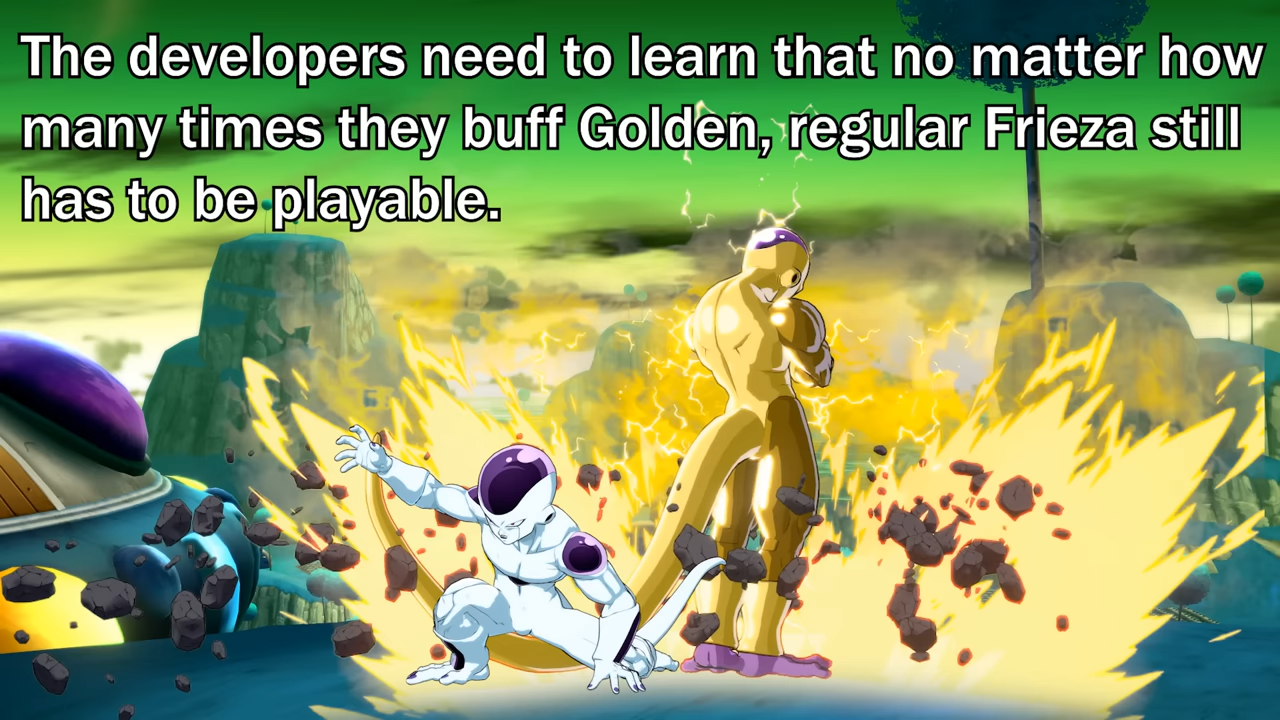 The developers need to learn that no matter how
many times they buff Golden, regular Frieza still
has to be playable.